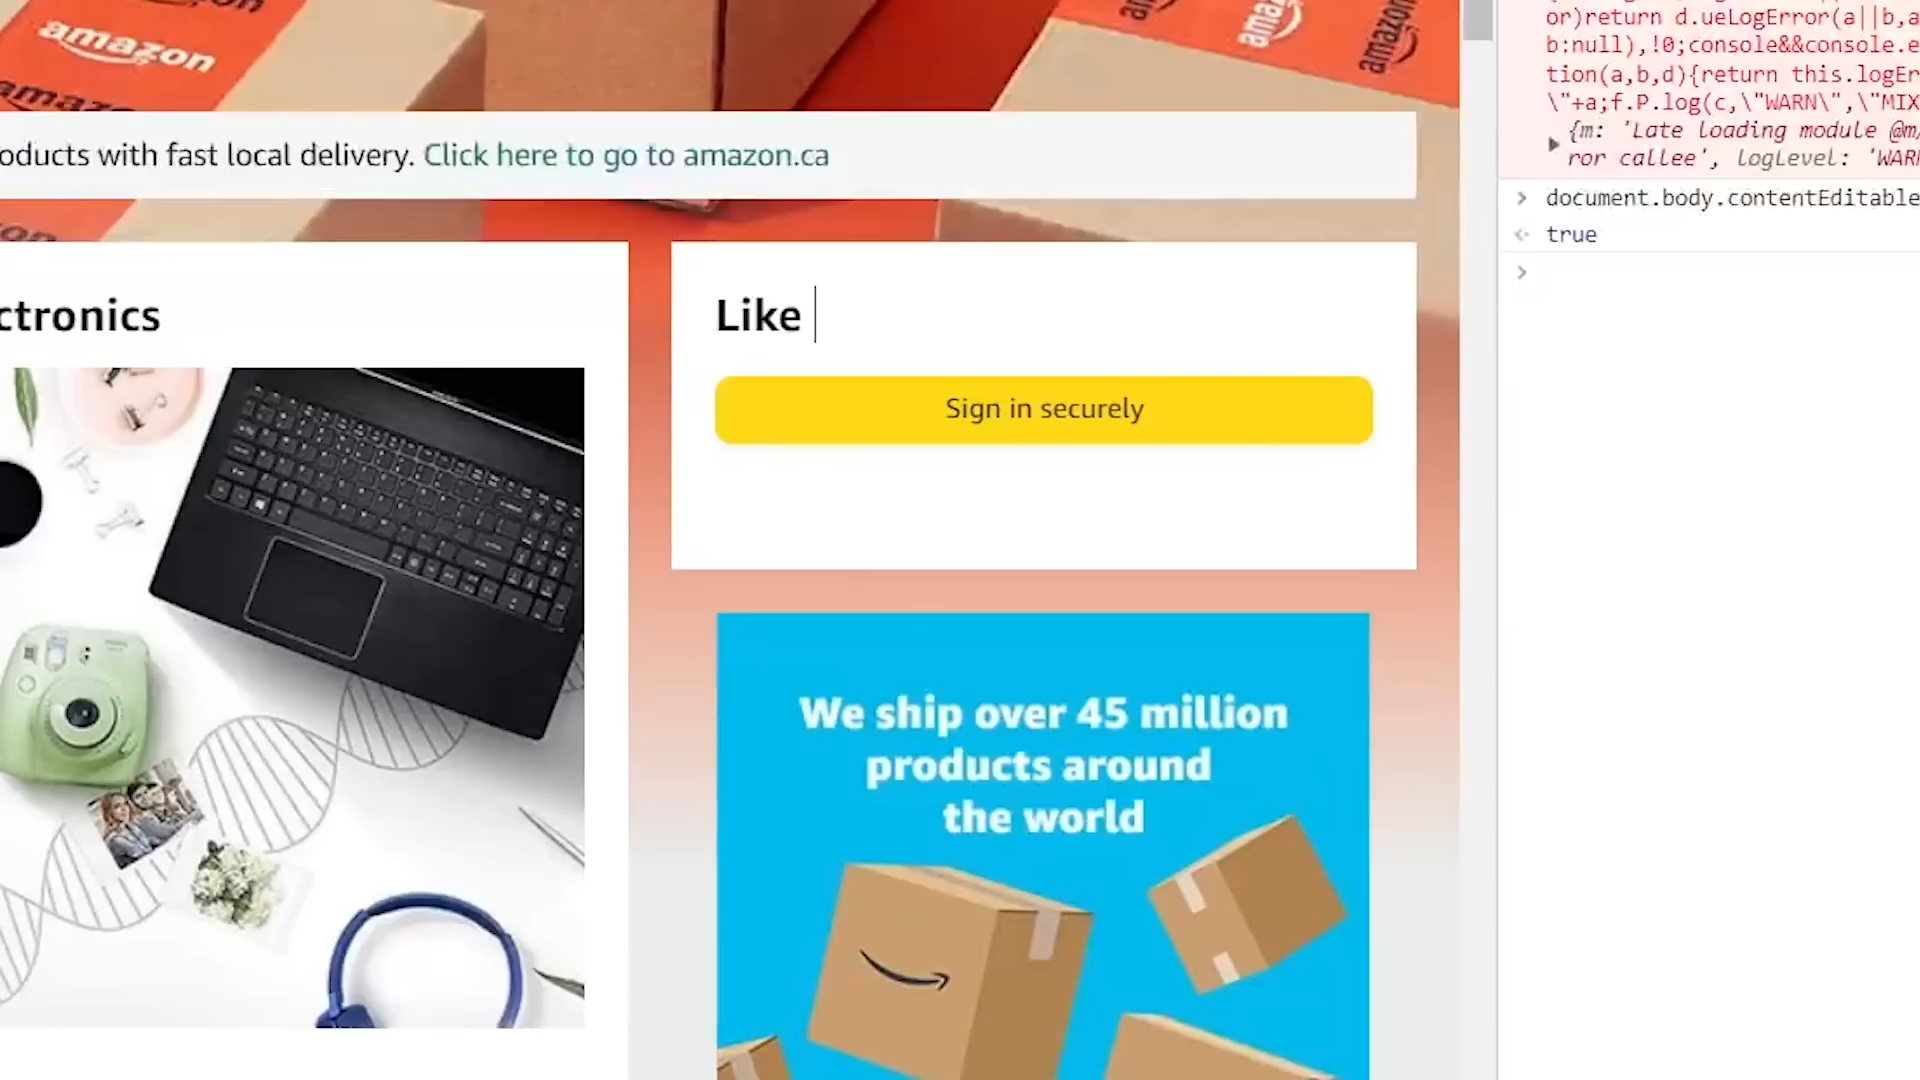 amazon
amazon
oducts with fast local delivery. Click here to go to amazon.ca
ctronics
Like
Sign in securely
We ship over 45 million
products around
the world
or)return d.ueLogError(a||b,a
b:null),!0;console&&console.e
tion(a,b,d){return this.logEr
\"+a;f.P.log(c,\"WARN\",\"MIX
{m: 'Late loading module @m/
ror callee', logLevel: 'WARN
document.body.contentEditable
true